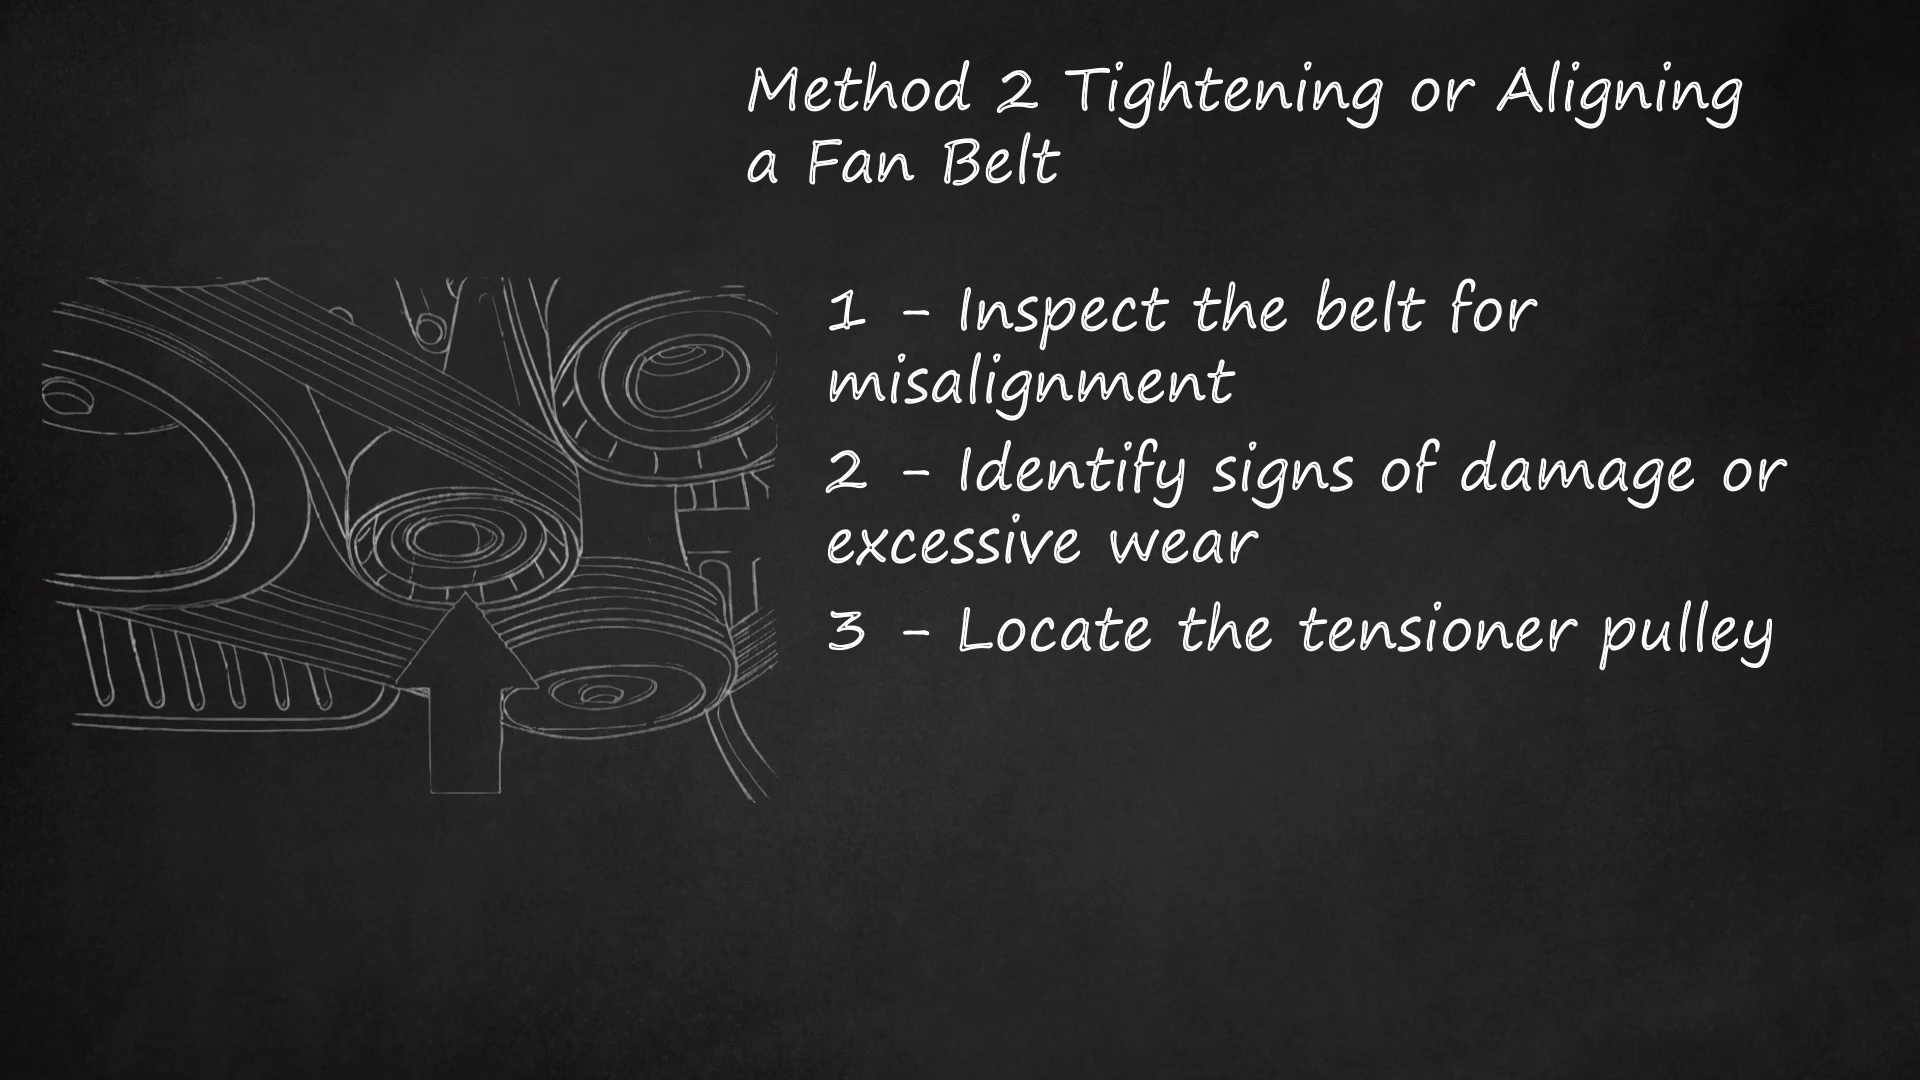 Method 2 Tightening or Aligning
a Fan Belt
1 - Inspect the belt for
misalignment
2 - Identify signs of damage or
excessive wear
3 - Locate the tensioner pulley